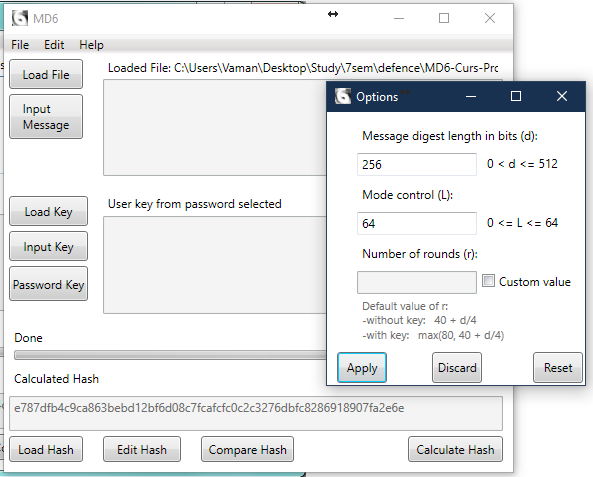 MD6
File Edit Help
Load File
Loaded File: C:\Users\Vaman\Desktop\Study\7sem\defence\MD6-Curs-Pro
Input
Message
Load Key
User key from password selected
Input Key
Password Key
Done
Calculated Hash
e787dfb4c9ca863bebd12bf6d08c7fcafcfc0c2c3276dbfc8286918907fa2e6e
Load Hash
Edit Hash
Compare Hash
Calculate Hash
Options
Message digest length in bits (d):
256
0 < d <= 512
Mode control (L):
64
0 <= L <= 64
Number of rounds (r):
Custom value
Default value of r:
-without key: 40 + d/4
-with key: max(80, 40 + d/4)
Apply
Discard
Reset